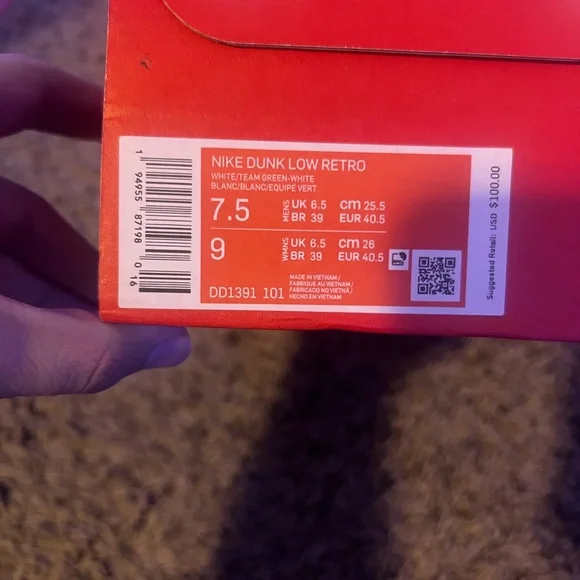 NIKE DUNK LOW RETRO
WHITE/TEAM GREEN-WHITE
BLANC/BLANC/EQUIPE VERT
7.5 MENS UK 6.5 cm 25.5
BR 39 EUR 40.5
9 WMNS UK 6.5 cm 26
BR 39 EUR 40.5
MADE IN VIETNAM/
FABRIQUE AU VIETNAM/
FABRICADO NO VIETNÃ/
HECHO EN VIETNAM
DD1391 101
1 94955 87198 0 16
Suggested Retail: USD $100.00